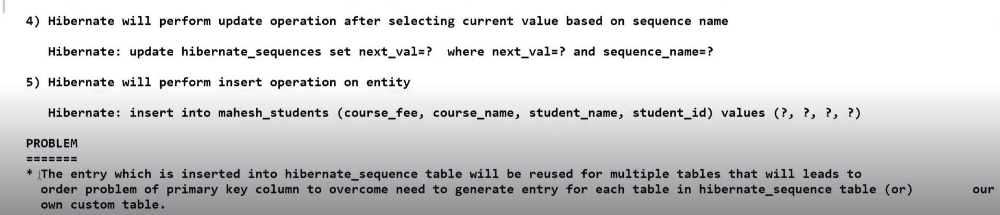 4) Hibernate will perform update operation after selecting current value based on sequence name
Hibernate: update hibernate_sequences set next_val=?  where next_val=? and sequence_name=?
5) Hibernate will perform insert operation on entity
Hibernate: insert into mahesh_students (course_fee, course_name, student_name, student_id) values (?, ?, ?, ?)
PROBLEM
=======
* The entry which is inserted into hibernate_sequence table will be reused for multiple tables that will leads to
order problem of primary key column to overcome need to generate entry for each table in hibernate_sequence table (or) our
own custom table.